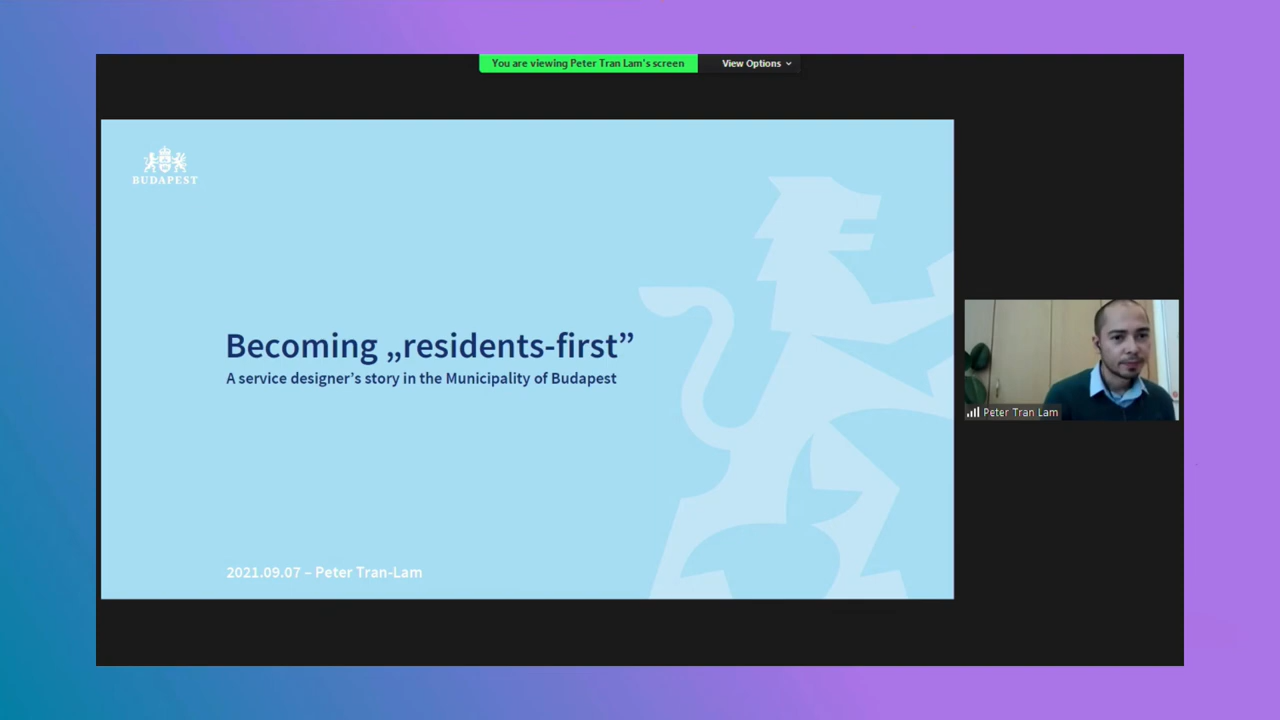 You are viewing Peter Tran Lam's screen
View Options
BUDAPEST
Becoming „residents-first”
A service designer’s story in the Municipality of Budapest
Peter Tran Lam
2021.09.07 – Peter Tran-Lam